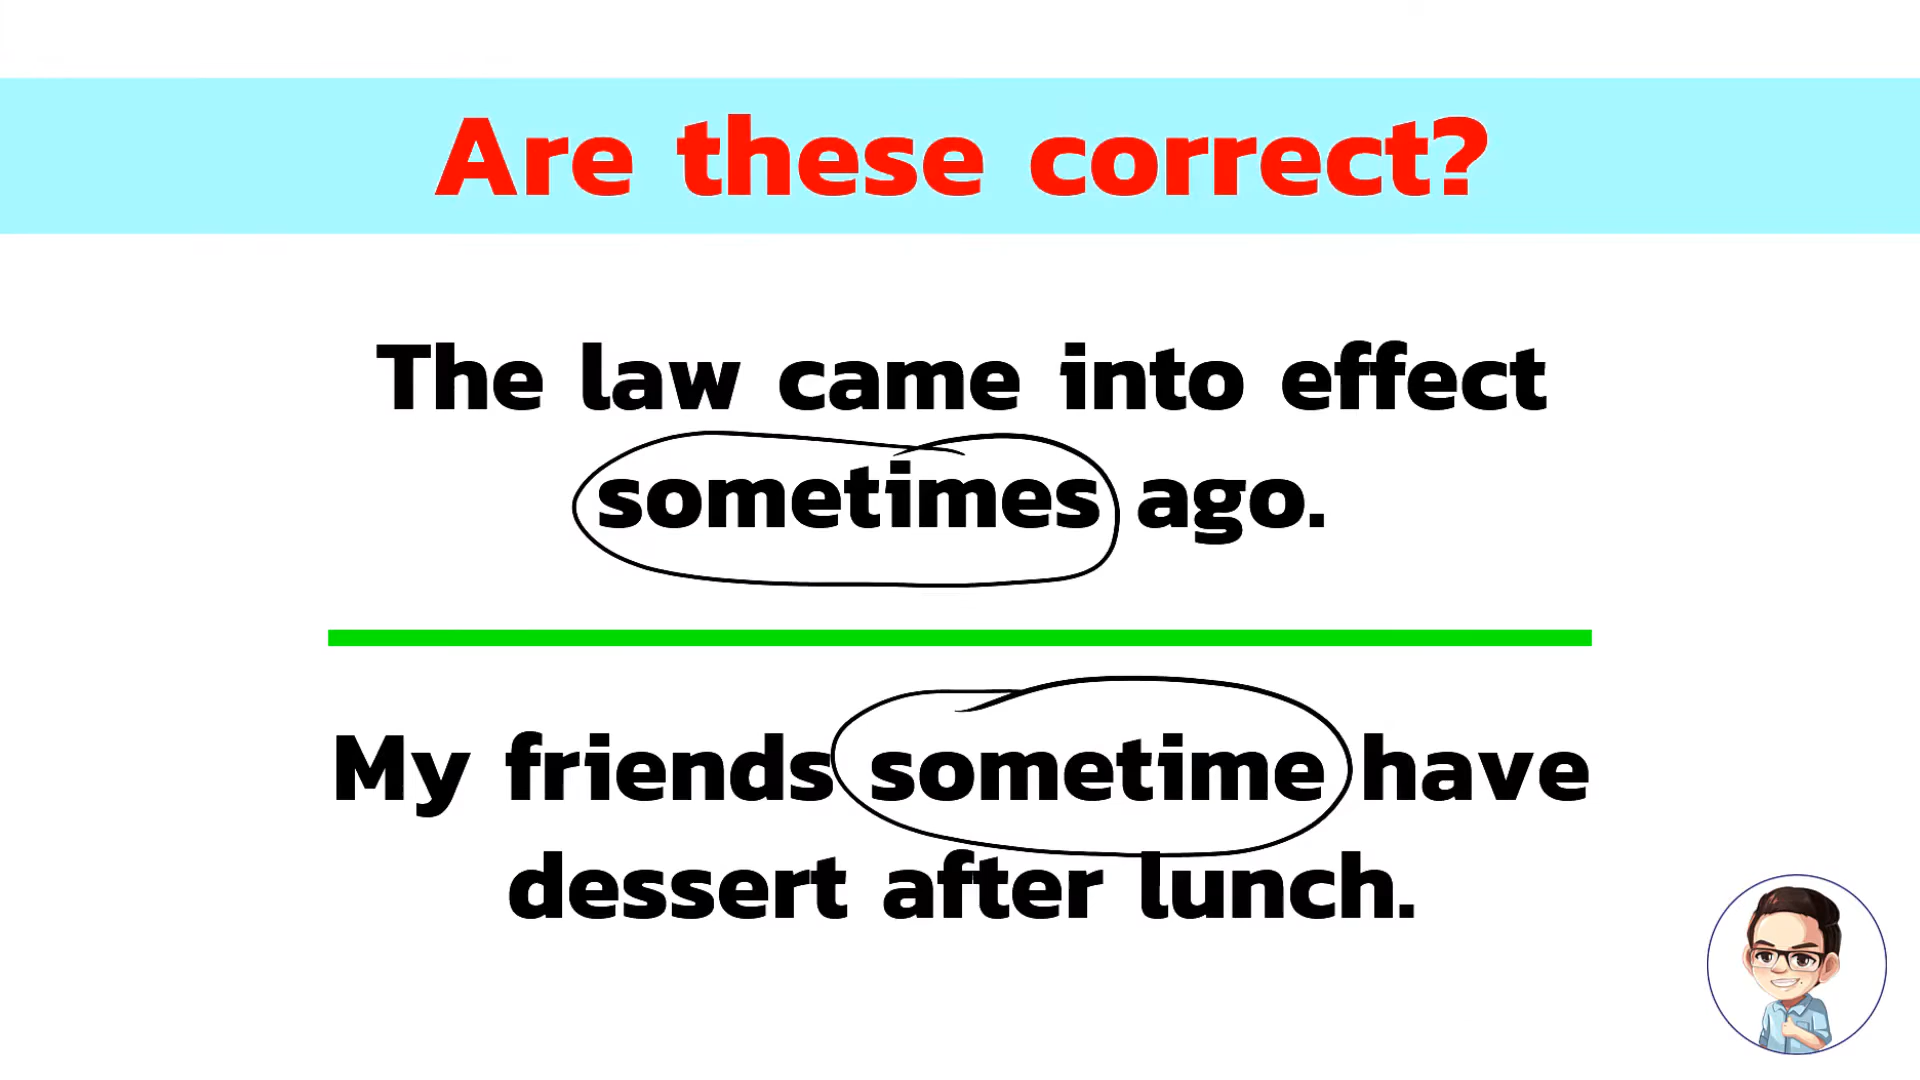 Are these correct?
The law came into effect
sometimes ago.
My friends sometime have
dessert after lunch.